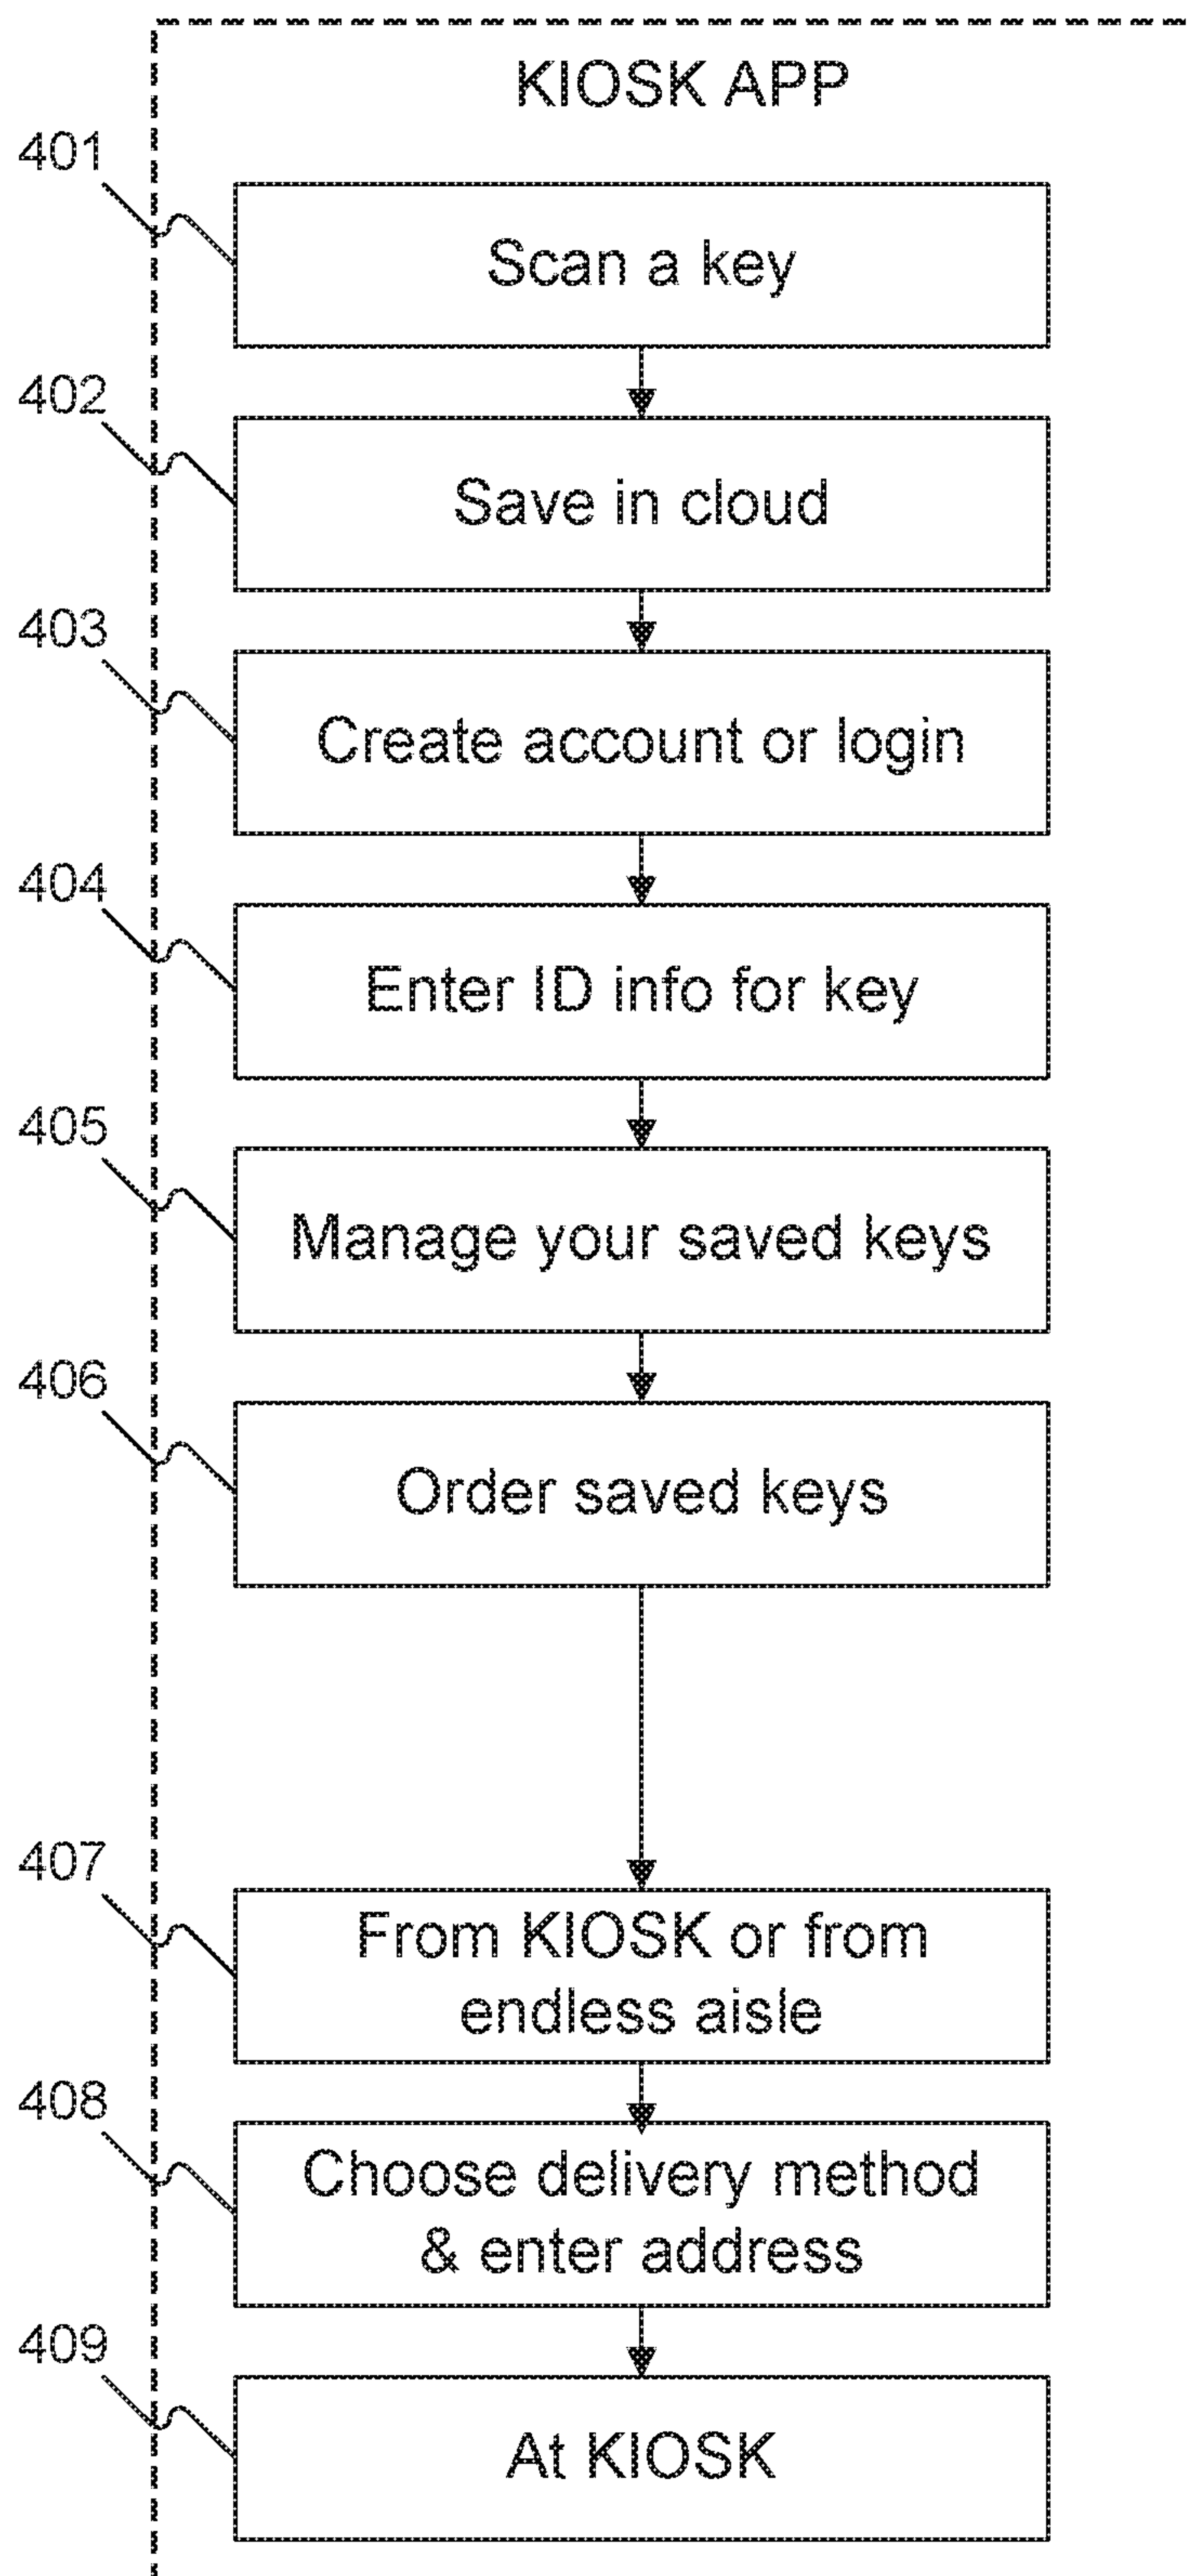 KIOSK APP
401
Scan a key
402
Save in cloud
403
Create account or login
404
Enter ID info for key
405
Manage your saved keys
406
Order saved keys
407
From KIOSK or from
endless aisle
408
Choose delivery method
& enter address
409
At KIOSK